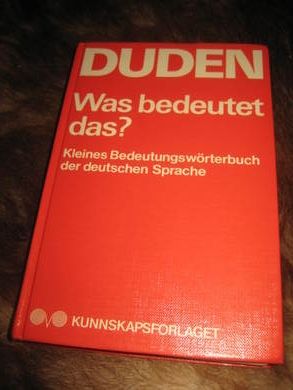 DUDEN
Was bedeutet
das?
Kleines Bedeutungswörterbuch
der deutschen Sprache
KUNNSKAPSFORLAGET